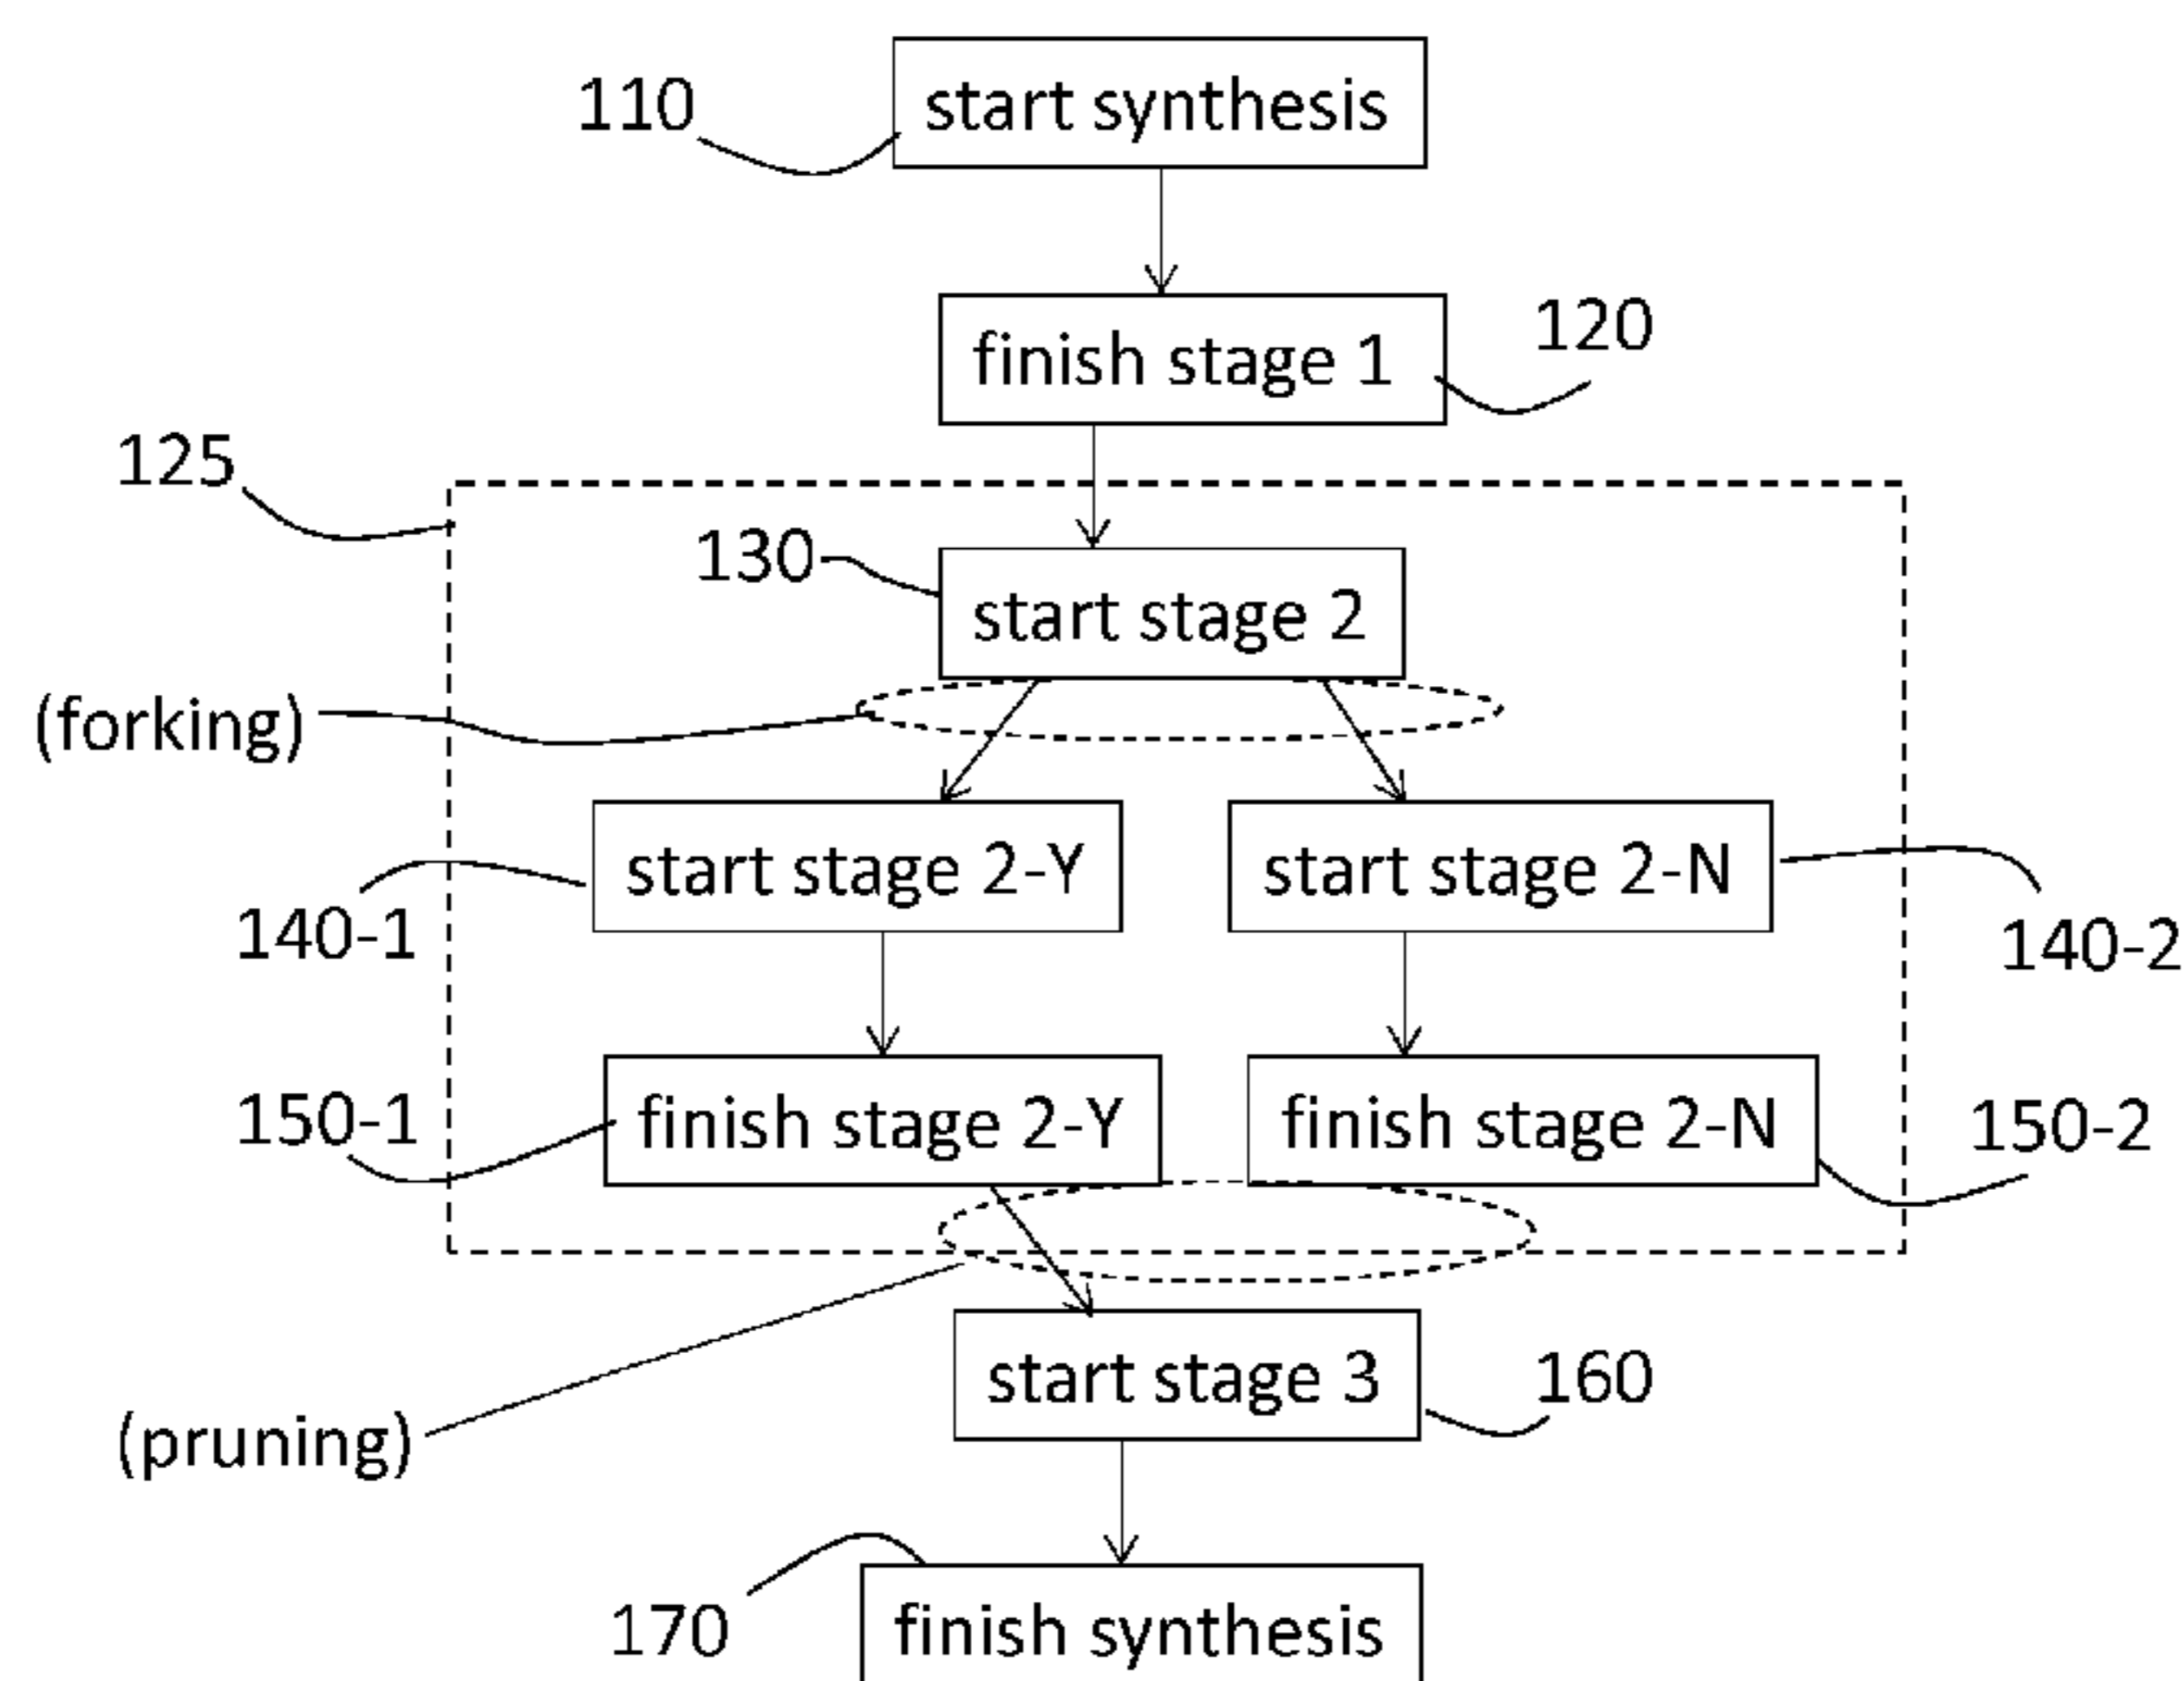 110
start synthesis
finish stage 1
120
125
130
start stage 2
(forking)
start stage 2-Y
start stage 2-N
140-1
140-2
150-1
finish stage 2-Y
finish stage 2-N
150-2
start stage 3
160
(pruning)
170
finish synthesis